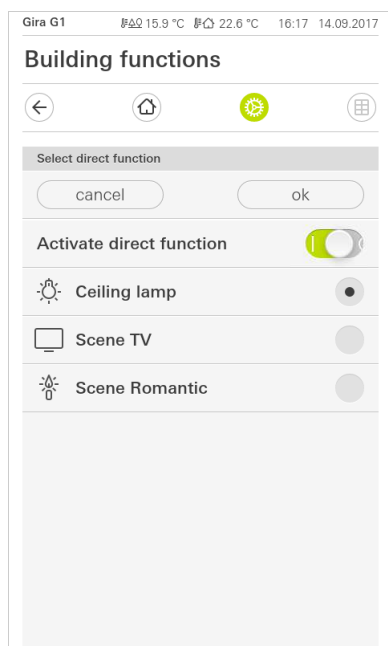 Gira G1 15.9 °C 22.6 °C 16:17 14.09.2017
Building functions
Select direct function
cancel ok
Activate direct function
Ceiling lamp
Scene TV
Scene Romantic